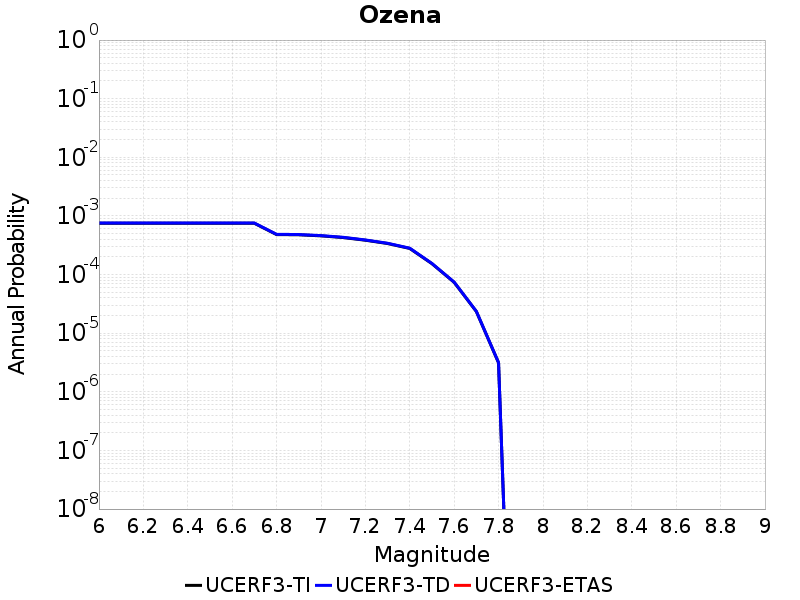 Ozena
Annual Probability
10^0
10^-1
10^-2
10^-3
10^-4
10^-5
10^-6
10^-7
10^-8
6 6.2 6.4 6.6 6.8 7 7.2 7.4 7.6 7.8 8 8.2 8.4 8.6 8.8 9
Magnitude
UCERF3-TI UCERF3-TD UCERF3-ETAS